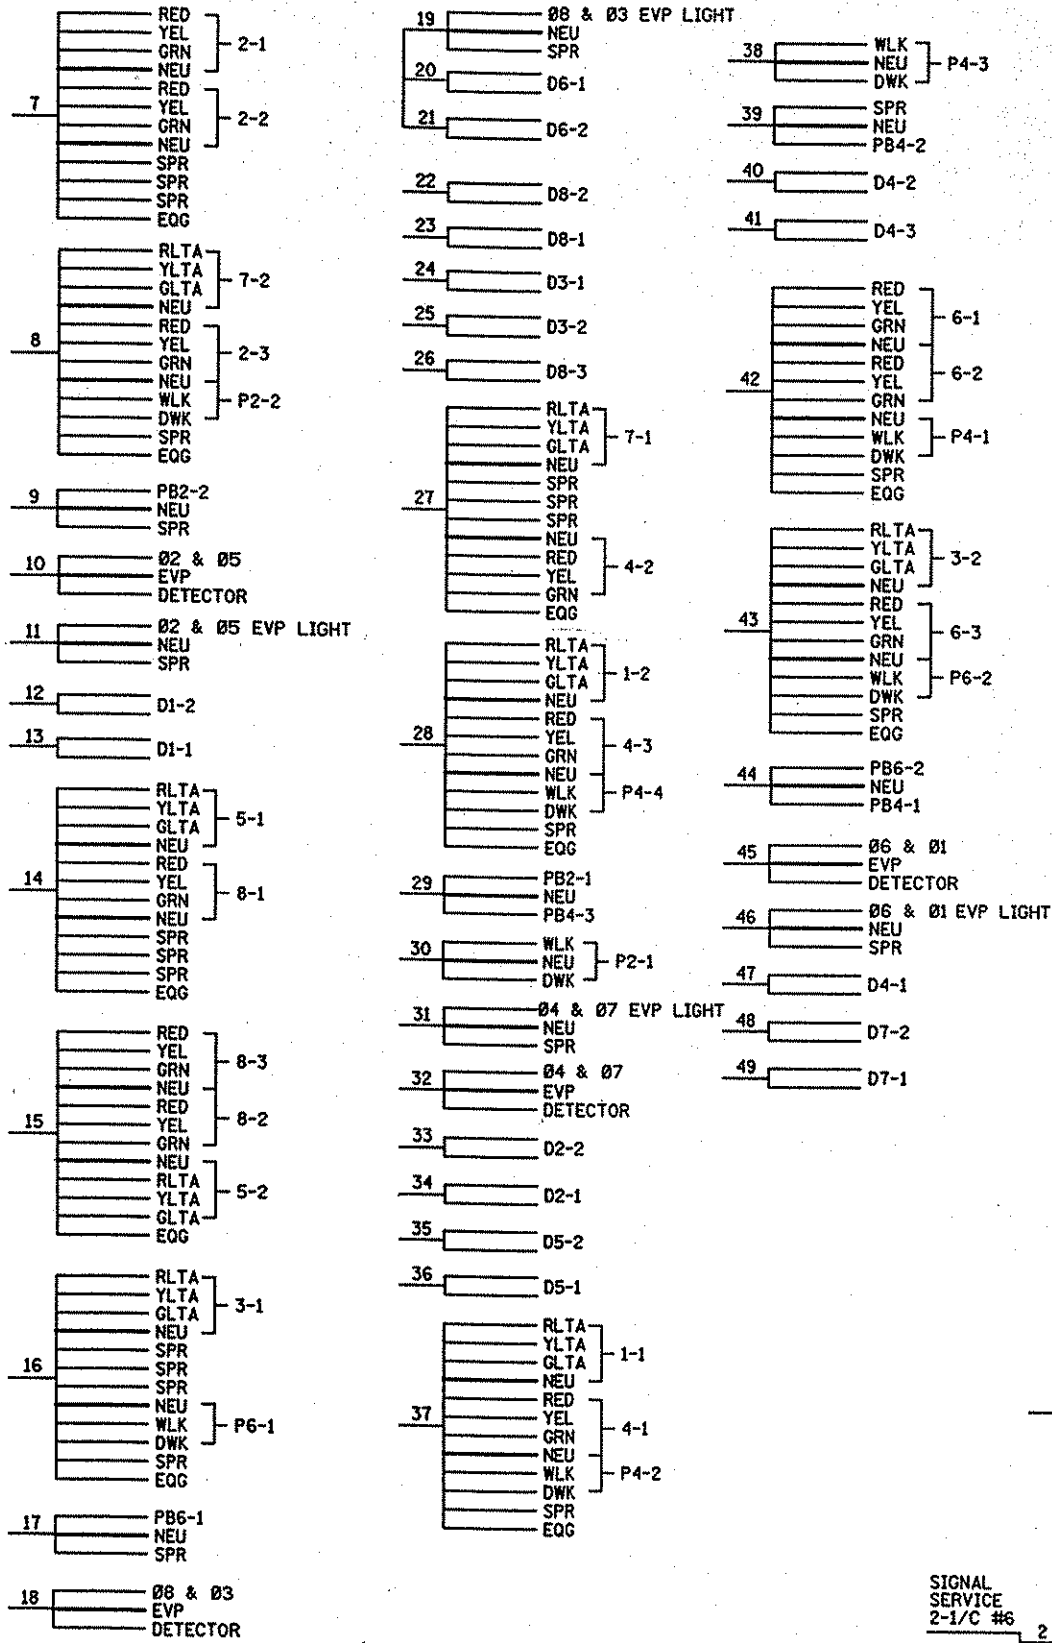 7
RED
YEL
GRN
NEU
2-1
RED
YEL
GRN
NEU
2-2
SPR
SPR
SPR
EQG
8
RLTA
YLTA
GLTA
NEU
7-2
RED
YEL
GRN
NEU
2-3
WLK
DWK
P2-2
SPR
EQG
9
PB2-2
NEU
SPR
10
Ø2 & Ø5
EVP
DETECTOR
11
Ø2 & Ø5 EVP LIGHT
NEU
SPR
12
D1-2
13
D1-1
14
RLTA
YLTA
GLTA
NEU
5-1
RED
YEL
GRN
NEU
8-1
SPR
SPR
SPR
EQG
15
RED
YEL
GRN
NEU
8-3
RED
YEL
GRN
8-2
NEU
RLTA
YLTA
GLTA
5-2
EQG
16
RLTA
YLTA
GLTA
NEU
3-1
SPR
SPR
SPR
NEU
WLK
DWK
P6-1
SPR
EQG
17
PB6-1
NEU
SPR
18
Ø8 & Ø3
EVP
DETECTOR
19
Ø8 & Ø3 EVP LIGHT
NEU
SPR
20
D6-1
21
D6-2
22
D8-2
23
D8-1
24
D3-1
25
D3-2
26
D8-3
27
RLTA
YLTA
GLTA
NEU
7-1
SPR
SPR
SPR
NEU
RED
YEL
GRN
4-2
EQG
28
RLTA
YLTA
GLTA
NEU
1-2
RED
YEL
GRN
NEU
4-3
WLK
DWK
P4-4
SPR
EQG
29
PB2-1
NEU
PB4-3
30
WLK
NEU
DWK
P2-1
31
Ø4 & Ø7 EVP LIGHT
NEU
SPR
32
Ø4 & Ø7
EVP
DETECTOR
33
D2-2
34
D2-1
35
D5-2
36
D5-1
37
RLTA
YLTA
GLTA
NEU
1-1
RED
YEL
GRN
NEU
4-1
WLK
DWK
P4-2
SPR
EQG
38
WLK
NEU
DWK
P4-3
39
SPR
NEU
PB4-2
40
D4-2
41
D4-3
42
RED
YEL
GRN
NEU
6-1
RED
YEL
GRN
6-2
NEU
WLK
DWK
P4-1
SPR
EQG
43
RLTA
YLTA
GLTA
NEU
3-2
RED
YEL
GRN
NEU
6-3
WLK
DWK
P6-2
SPR
EQG
44
PB6-2
NEU
PB4-1
45
Ø6 & Ø1
EVP
DETECTOR
46
Ø6 & Ø1 EVP LIGHT
NEU
SPR
47
D4-1
48
D7-2
49
D7-1
SIGNAL
SERVICE
2-1/C #6
2